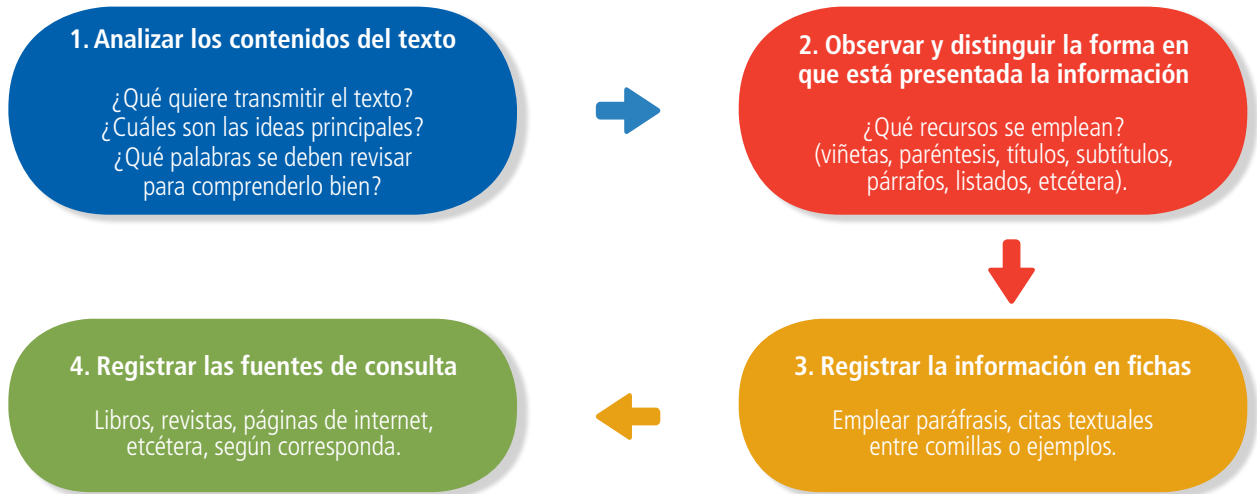 1. Analizar los contenidos del texto
¿Qué quiere transmitir el texto?
¿Cuáles son las ideas principales?
¿Qué palabras se deben revisar
para comprenderlo bien?
2. Observar y distinguir la forma en
que está presentada la información
¿Qué recursos se emplean?
(viñetas, paréntesis, títulos, subtítulos,
párrafos, listados, etcétera).
3. Registrar la información en fichas
Emplear paráfrasis, citas textuales
entre comillas o ejemplos.
4. Registrar las fuentes de consulta
Libros, revistas, páginas de internet,
etcétera, según corresponda.